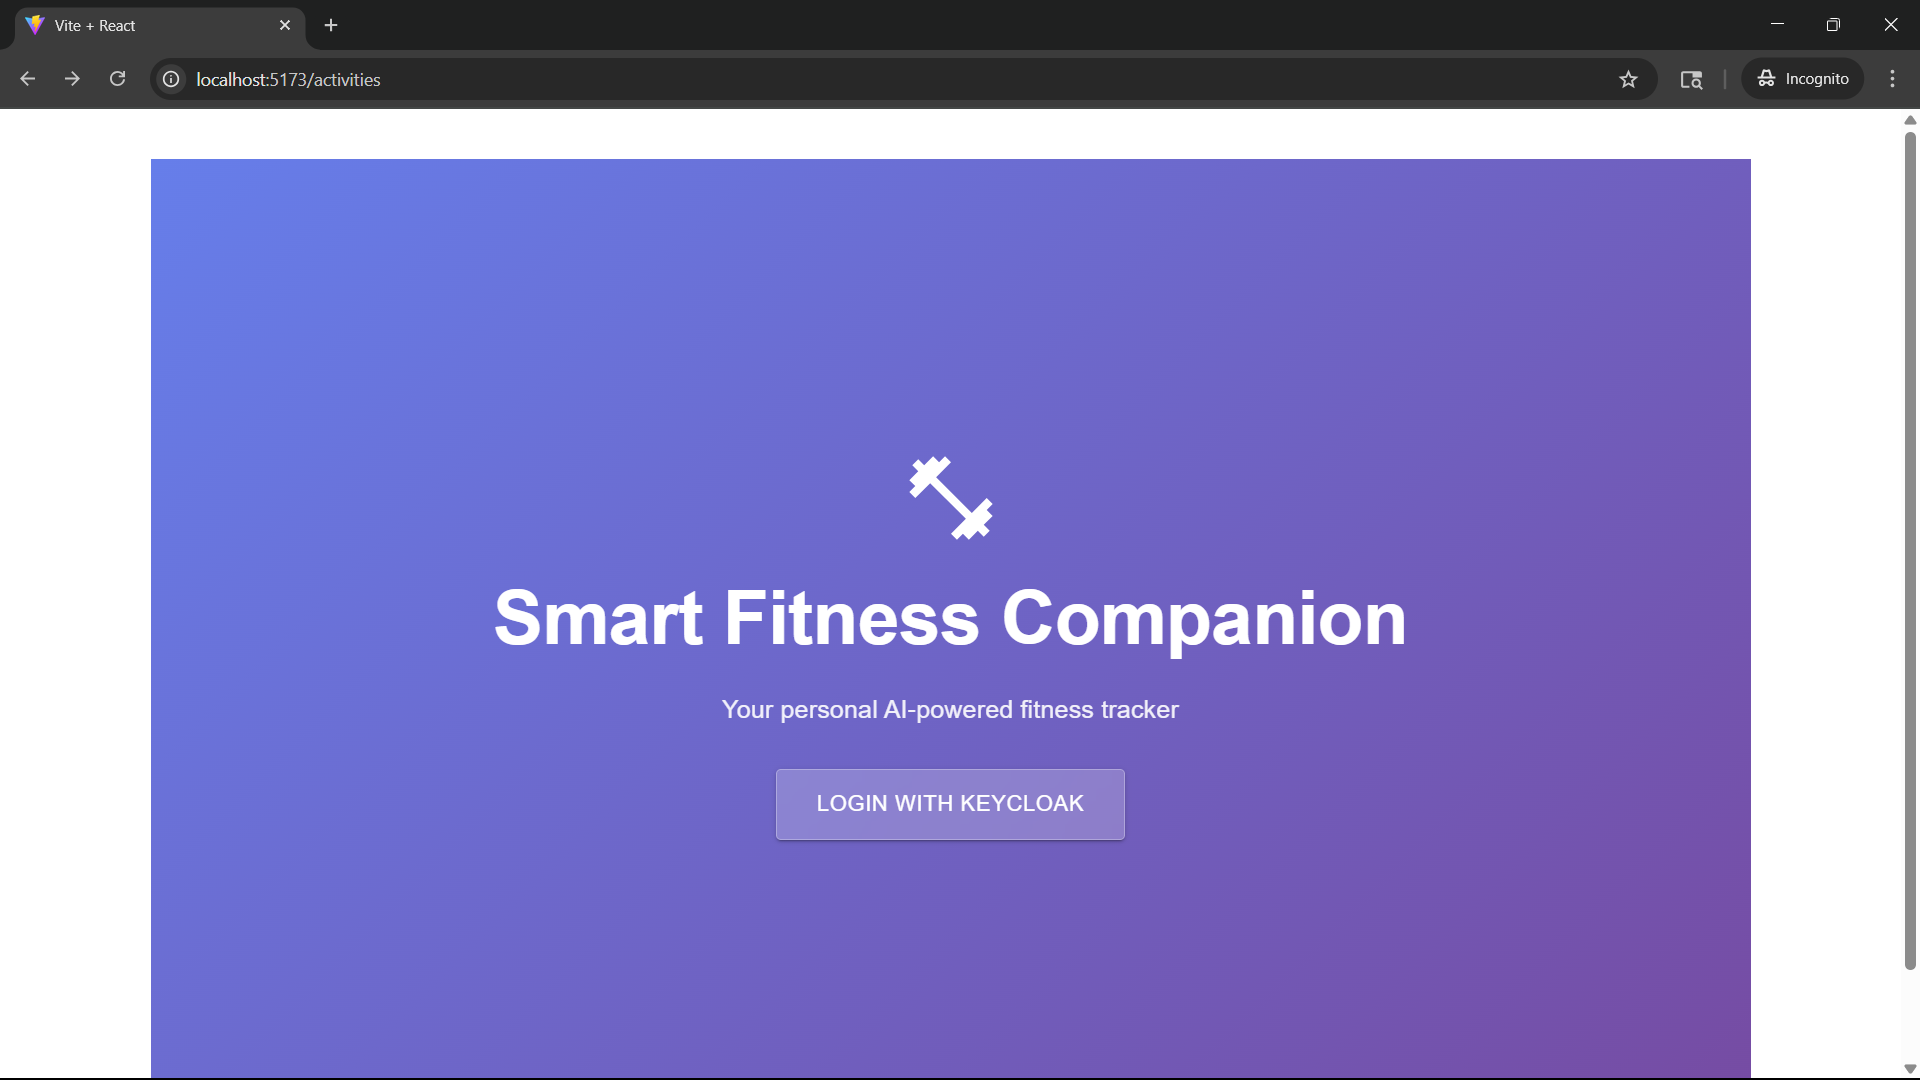 Vite + React
localhost:5173/activities
Incognito
Smart Fitness Companion
Your personal AI-powered fitness tracker
LOGIN WITH KEYCLOAK